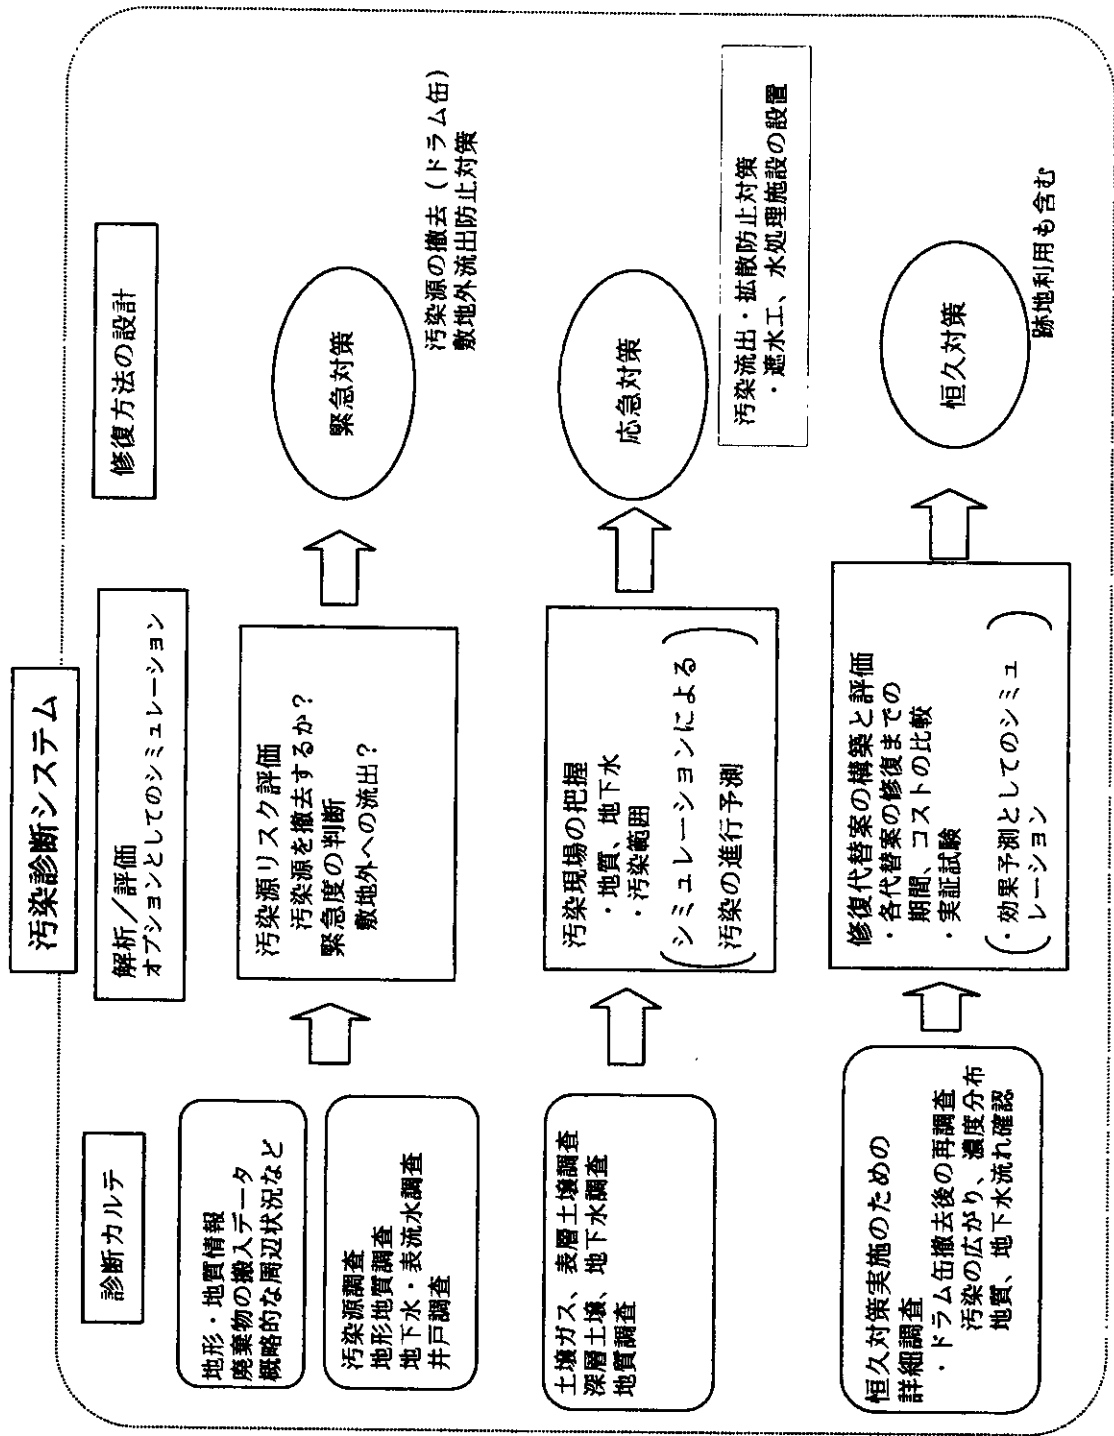 汚染診断システム
診断カルテ
解析／評価
オプションとしてのシミュレーション
修復方法の設計
地形・地質情報
廃棄物の搬入データ
概略的な周辺状況など
汚染源調査
地形地質調査
地下水・表流水調査
井戸調査
汚染源リスク評価
汚染源を撤去するか？
緊急度の判断
敷地外への流出？
緊急対策
汚染源の撤去（ドラム缶）
敷地外流出防止対策
土壌ガス、表層土壌調査
深層土壌、地下水調査
地質調査
汚染現場の把握
・地質、地下水
・汚染範囲
（シミュレーションによる
汚染の進行予測）
応急対策
汚染流出・拡散防止対策
・遮水工、水処理施設の設置
恒久対策実施のための
詳細調査
・ドラム缶撤去後の再調査
汚染の広がり、濃度分布
地質、地下水流れ確認
修復代替案の構築と評価
・各代替案の修復までの
期間、コストの比較
・実証試験
（・効果予測としてのシミュ
レーション）
恒久対策
跡地利用も含む